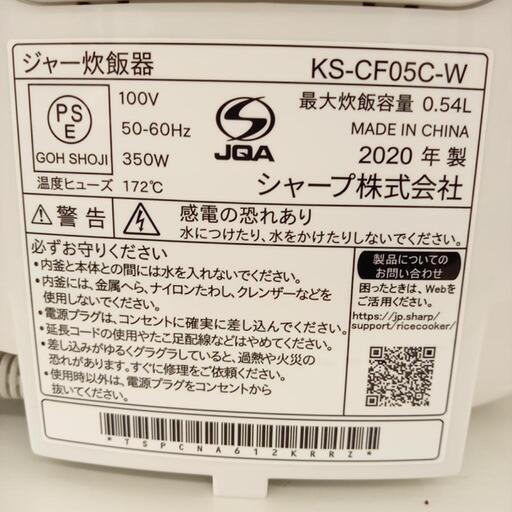 ジャー炊飯器
KS-CF05C-W
PS
E
GOH SHOJI
100V
50-60Hz
350W
温度ヒューズ 172℃
JQA
最大炊飯容量 0.54L
MADE IN CHINA
2020 年 製
シャープ株式会社
警告
感電の恐れあり
水につけたり、水をかけたりしないでください。
必ずお守りください
・内釜と本体との間には水を入れないでください。
・内釜には、金属へら、ナイロンたわし、クレンザーなどを
使用しないでください。
・電源プラグは、コンセントに確実に差し込んでください。
・延長コードの使用やたこ足配線などはやめてください。
・差し込みがゆるくグラグラしていると、過熱や火災の
恐れがあります。すぐに修理をご依頼ください。
・使用時以外は、電源プラグをコンセントから
抜いてください。
製品についての
お問い合わせ
困ったときは、Webを
ご活用ください。
https://jp.sharp/
support/ricecooker/
*TSPCNA612KRRZ*